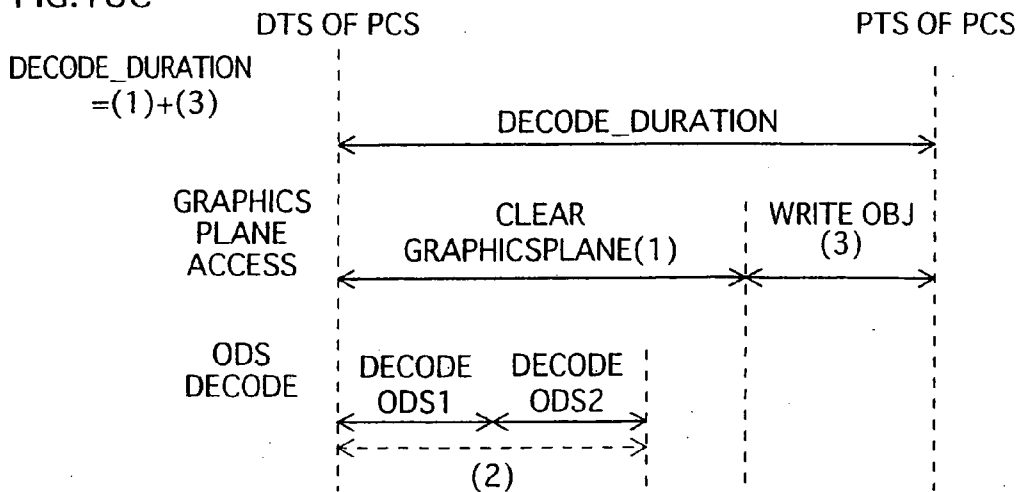 DTS OF PCS
PTS OF PCS
DECODE_DURATION
=(1)+(3)
DECODE_DURATION
GRAPHICS
PLANE
ACCESS
CLEAR
GRAPHICSPLANE(1)
WRITE OBJ
(3)
ODS
DECODE
DECODE
ODS1
DECODE
ODS2
(2)